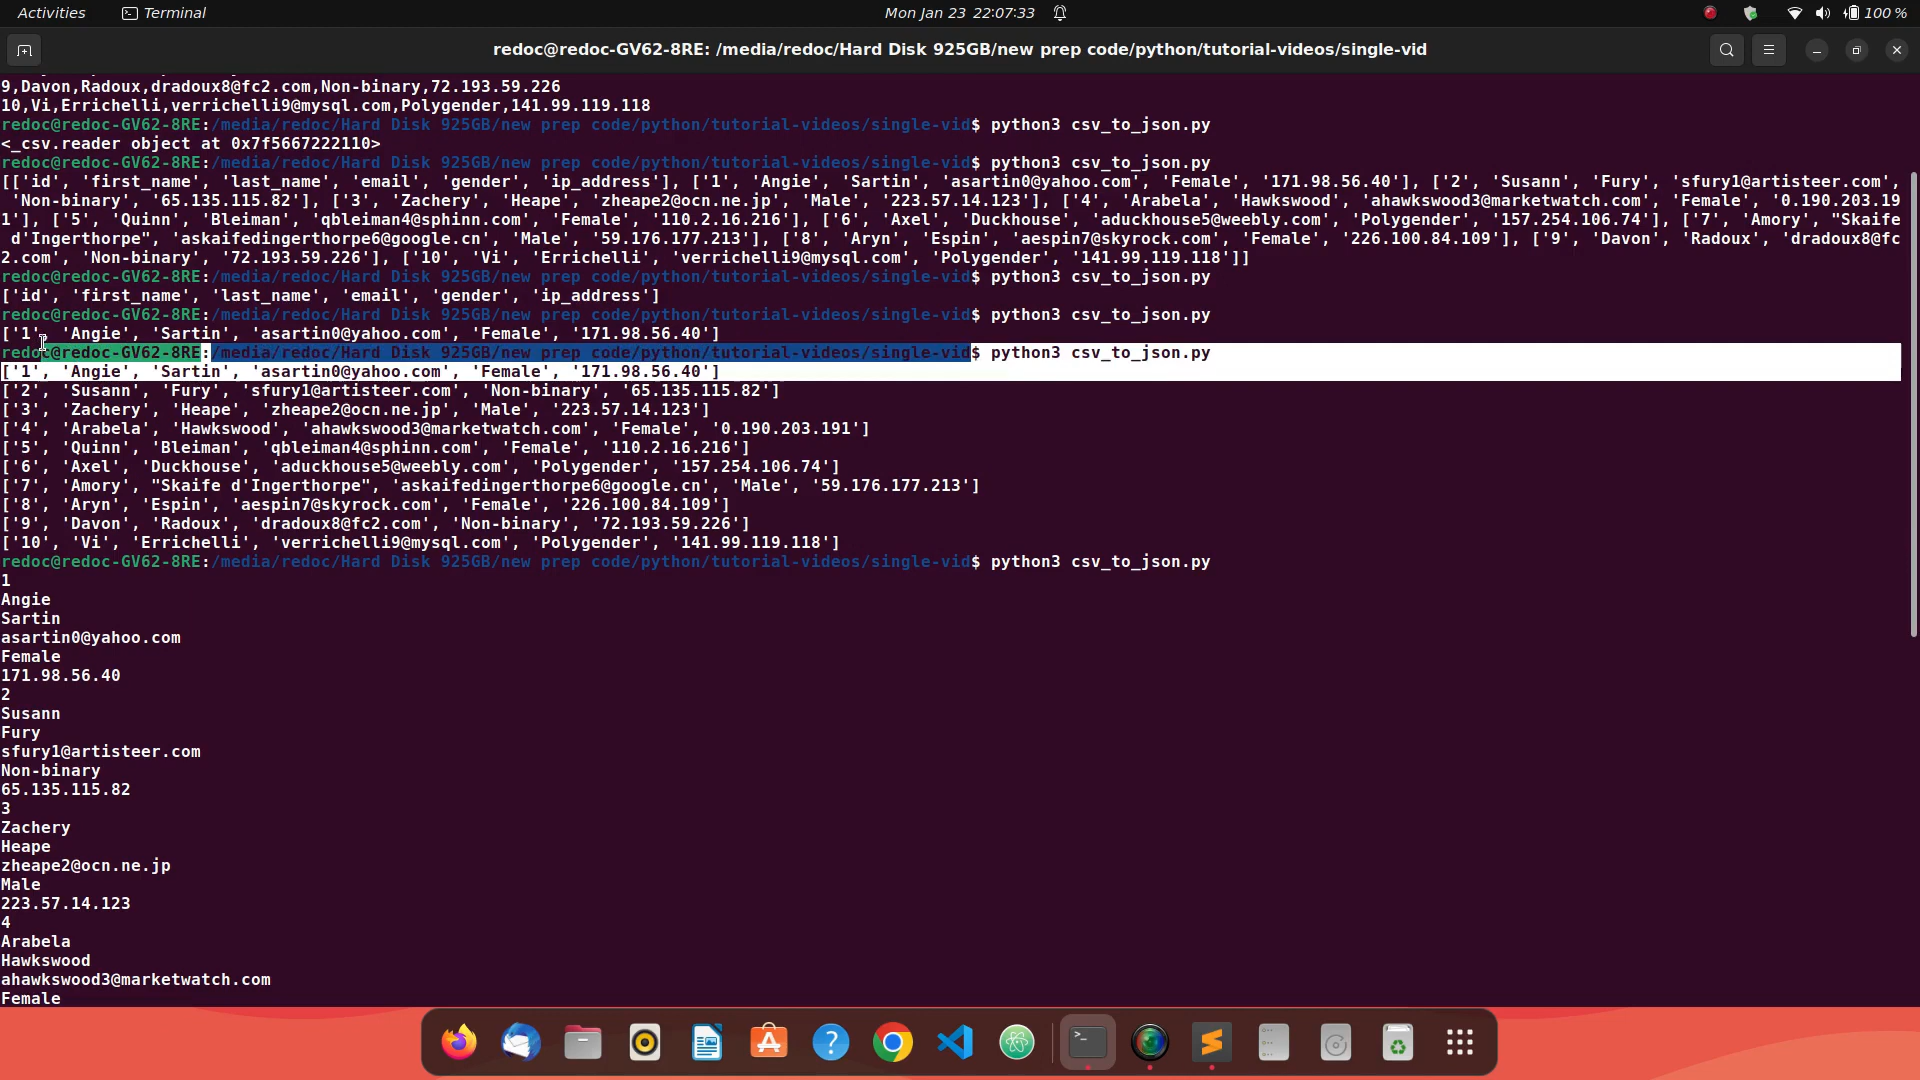 Activities Terminal Mon Jan 23 22:07:33 100 %
redoc@redoc-GV62-8RE: /media/redoc/Hard Disk 925GB/new prep code/python/tutorial-videos/single-vid
9,Davon,Radoux,dradoux8@fc2.com,Non-binary,72.193.59.226
10,Vi,Errichelli,verrichelli9@mysql.com,Polygender,141.99.119.118
redoc@redoc-GV62-8RE:/media/redoc/Hard Disk 925GB/new prep code/python/tutorial-videos/single-vid$ python3 csv_to_json.py
<_csv.reader object at 0x7f5667222110>
redoc@redoc-GV62-8RE:/media/redoc/Hard Disk 925GB/new prep code/python/tutorial-videos/single-vid$ python3 csv_to_json.py
[['id', 'first_name', 'last_name', 'email', 'gender', 'ip_address'], ['1', 'Angie', 'Sartin', 'asartin0@yahoo.com', 'Female', '171.98.56.40'], ['2', 'Susann', 'Fury', 'sfury1@artisteer.com',
'Non-binary', '65.135.115.82'], ['3', 'Zachery', 'Heape', 'zheape2@ocn.ne.jp', 'Male', '223.57.14.123'], ['4', 'Arabela', 'Hawkswood', 'ahawkswood3@marketwatch.com', 'Female', '0.190.203.19
1'], ['5', 'Quinn', 'Bleiman', 'qbleiman4@sphinn.com', 'Female', '110.2.16.216'], ['6', 'Axel', 'Duckhouse', 'aduckhouse5@weebly.com', 'Polygender', '157.254.106.74'], ['7', 'Amory', "Skaife
d'Ingerthorpe", 'askaifedingerthorpe6@google.cn', 'Male', '59.176.177.213'], ['8', 'Aryn', 'Espin', 'aespin7@skyrock.com', 'Female', '226.100.84.109'], ['9', 'Davon', 'Radoux', 'dradoux8@fc
2.com', 'Non-binary', '72.193.59.226'], ['10', 'Vi', 'Errichelli', 'verrichelli9@mysql.com', 'Polygender', '141.99.119.118']]
redoc@redoc-GV62-8RE:/media/redoc/Hard Disk 925GB/new prep code/python/tutorial-videos/single-vid$ python3 csv_to_json.py
['id', 'first_name', 'last_name', 'email', 'gender', 'ip_address']
redoc@redoc-GV62-8RE:/media/redoc/Hard Disk 925GB/new prep code/python/tutorial-videos/single-vid$ python3 csv_to_json.py
['1', 'Angie', 'Sartin', 'asartin0@yahoo.com', 'Female', '171.98.56.40']
redoc@redoc-GV62-8RE:/media/redoc/Hard Disk 925GB/new prep code/python/tutorial-videos/single-vid$ python3 csv_to_json.py
['1', 'Angie', 'Sartin', 'asartin0@yahoo.com', 'Female', '171.98.56.40']
['2', 'Susann', 'Fury', 'sfury1@artisteer.com', 'Non-binary', '65.135.115.82']
['3', 'Zachery', 'Heape', 'zheape2@ocn.ne.jp', 'Male', '223.57.14.123']
['4', 'Arabela', 'Hawkswood', 'ahawkswood3@marketwatch.com', 'Female', '0.190.203.191']
['5', 'Quinn', 'Bleiman', 'qbleiman4@sphinn.com', 'Female', '110.2.16.216']
['6', 'Axel', 'Duckhouse', 'aduckhouse5@weebly.com', 'Polygender', '157.254.106.74']
['7', 'Amory', "Skaife d'Ingerthorpe", 'askaifedingerthorpe6@google.cn', 'Male', '59.176.177.213']
['8', 'Aryn', 'Espin', 'aespin7@skyrock.com', 'Female', '226.100.84.109']
['9', 'Davon', 'Radoux', 'dradoux8@fc2.com', 'Non-binary', '72.193.59.226']
['10', 'Vi', 'Errichelli', 'verrichelli9@mysql.com', 'Polygender', '141.99.119.118']
redoc@redoc-GV62-8RE:/media/redoc/Hard Disk 925GB/new prep code/python/tutorial-videos/single-vid$ python3 csv_to_json.py
1
Angie
Sartin
asartin0@yahoo.com
Female
171.98.56.40
2
Susann
Fury
sfury1@artisteer.com
Non-binary
65.135.115.82
3
Zachery
Heape
zheape2@ocn.ne.jp
Male
223.57.14.123
4
Arabela
Hawkswood
ahawkswood3@marketwatch.com
Female